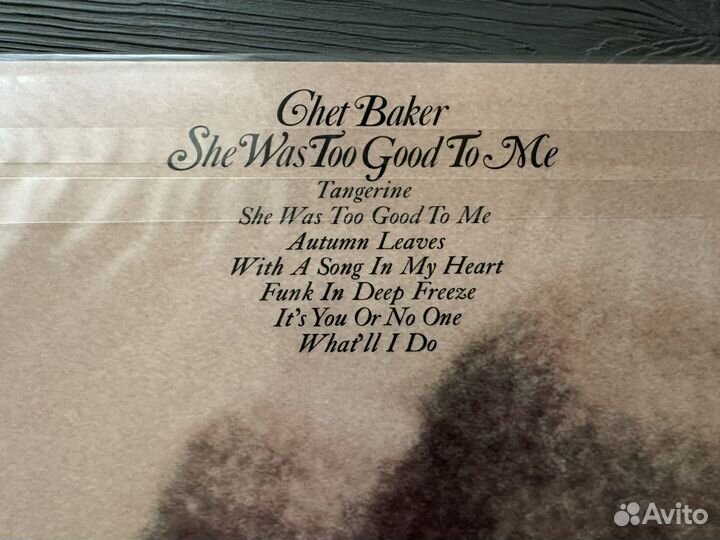 Chet Baker
She Was Too Good To Me
Tangerine
She Was Too Good To Me
Autumn Leaves
With A Song In My Heart
Funk In Deep Freeze
It's You Or No One
What'll I Do
Avito